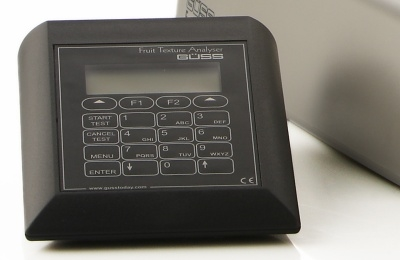 GÜSS
Fruit Texture Analyser
GÜSS
F1 F2
START TEST 1 2 ABC 3 DEF
CANCEL TEST 4 GHI 5 JKL 6 MNO
MENU 7 PQRS 8 TUV 9 WXYZ
ENTER 0
www.gusstoday.com CE